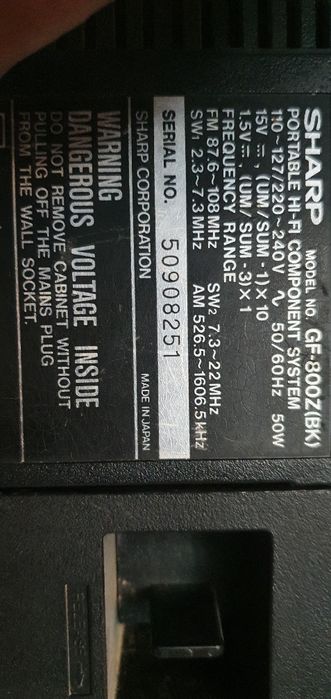 SHARP MODEL NO. GF-800Z(BK)
PORTABLE HI-FI COMPONENT SYSTEM
110~127/220~240V ∿ 50/60Hz 50W
15V ⎓, (UM/SUM-1)×10
1.5V ⎓, (UM/SUM-3)×1
FREQUENCY RANGE
FM 87.6~108MHz SW2 7.3~22MHz
SW1 2.3~7.3MHz AM 526.5~1606.5kHz
SERIAL NO. 50908251
SHARP CORPORATION MADE IN JAPAN
WARNING
DANGEROUS VOLTAGE INSIDE
DO NOT REMOVE CABINET WITHOUT
PULLING OFF THE MAINS PLUG
FROM THE WALL SOCKET.